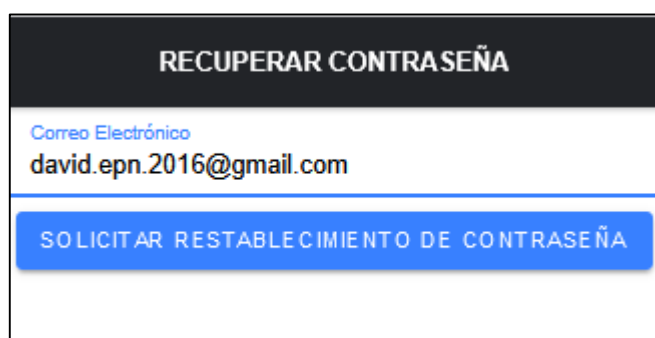 RECUPERAR CONTRASEÑA
Correo Electrónico
david.epn.2016@gmail.com
SOLICITAR RESTABLECIMIENTO DE CONTRASEÑA